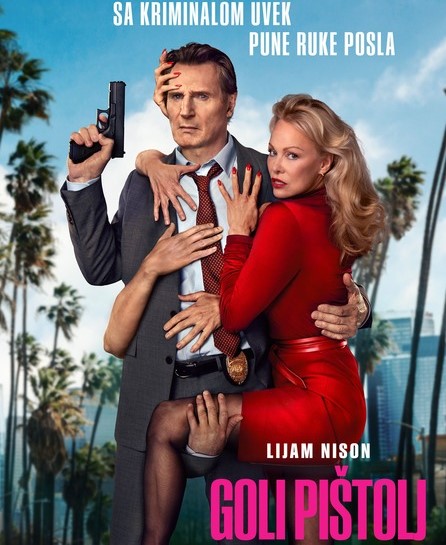 SA KRIMINALOM UVEK
PUNE RUKE POSLA
LIJAM NISON
GOLI PIŠTOLJ